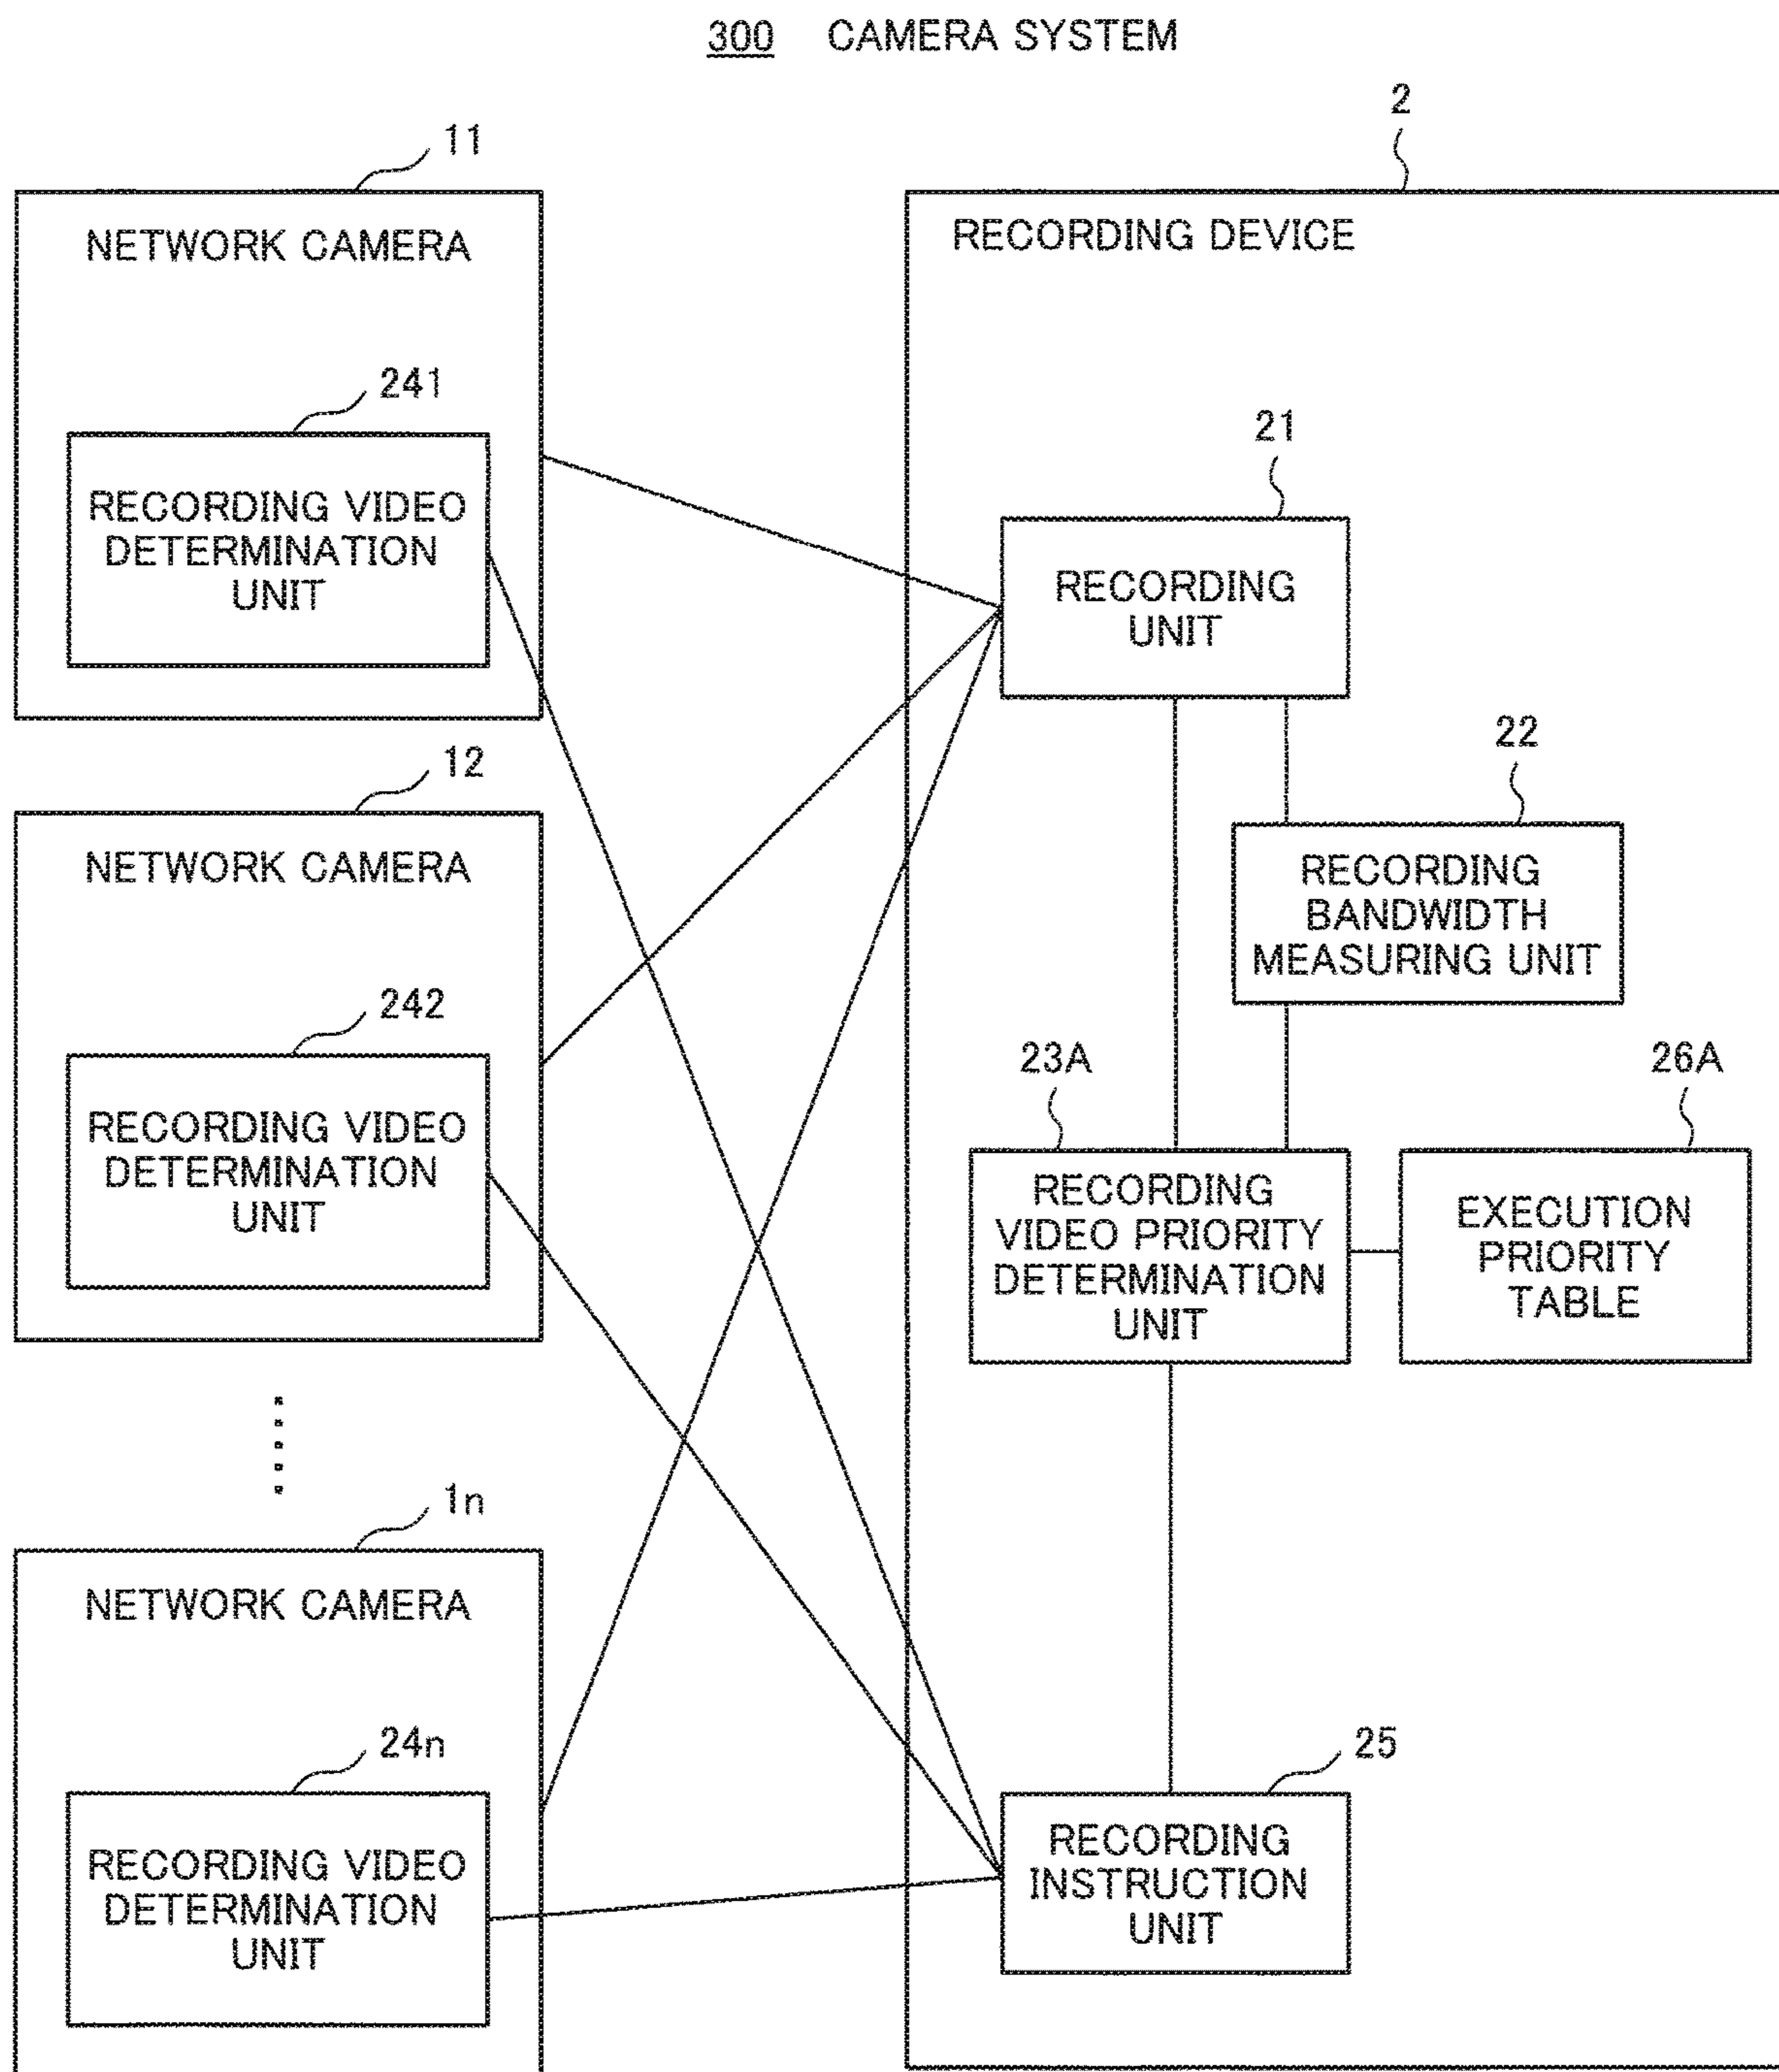 300 CAMERA SYSTEM
11
NETWORK CAMERA
241
RECORDING VIDEO
DETERMINATION
UNIT
12
NETWORK CAMERA
242
RECORDING VIDEO
DETERMINATION
UNIT
1n
NETWORK CAMERA
24n
RECORDING VIDEO
DETERMINATION
UNIT
2
RECORDING DEVICE
21
RECORDING
UNIT
22
RECORDING
BANDWIDTH
MEASURING UNIT
23A
RECORDING
VIDEO PRIORITY
DETERMINATION
UNIT
26A
EXECUTION
PRIORITY
TABLE
25
RECORDING
INSTRUCTION
UNIT